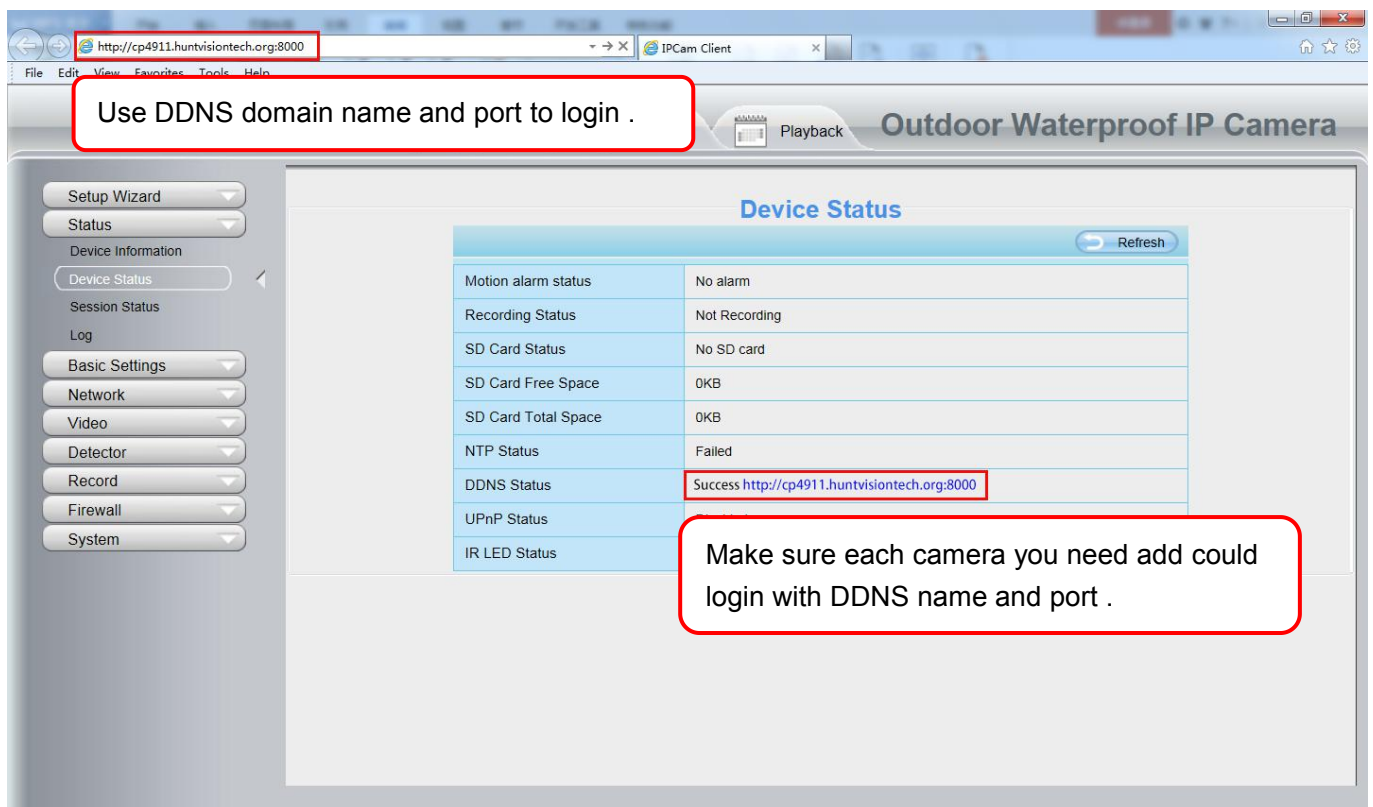 http://cp4911.huntvisiontech.org:8000
IPCam Client
File Edit View Favorites Tools Help
Use DDNS domain name and port to login .
Playback
Outdoor Waterproof IP Camera
Setup Wizard
Status
Device Information
Device Status
Session Status
Log
Basic Settings
Network
Video
Detector
Record
Firewall
System
Device Status
Refresh
Motion alarm status No alarm
Recording Status Not Recording
SD Card Status No SD card
SD Card Free Space 0KB
SD Card Total Space 0KB
NTP Status Failed
DDNS Status Success http://cp4911.huntvisiontech.org:8000
UPnP Status
IR LED Status
Make sure each camera you need add could
login with DDNS name and port .